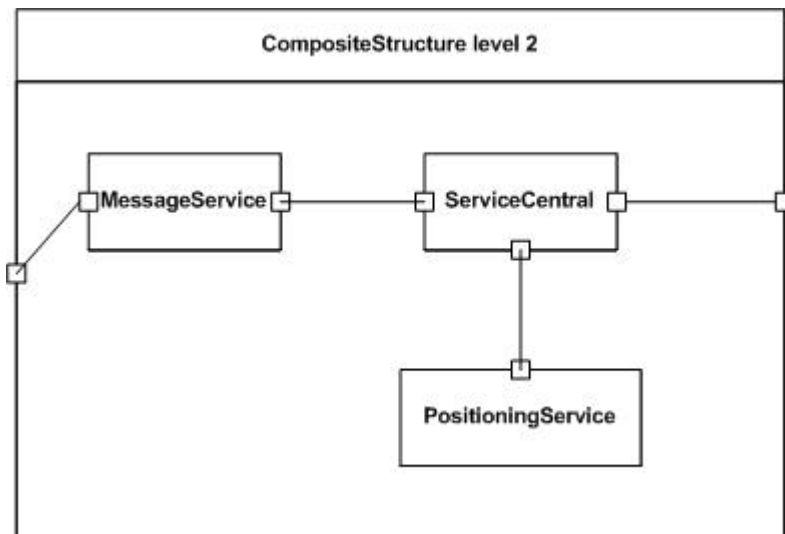 CompositeStructure level 2
MessageService
ServiceCentral
PositioningService